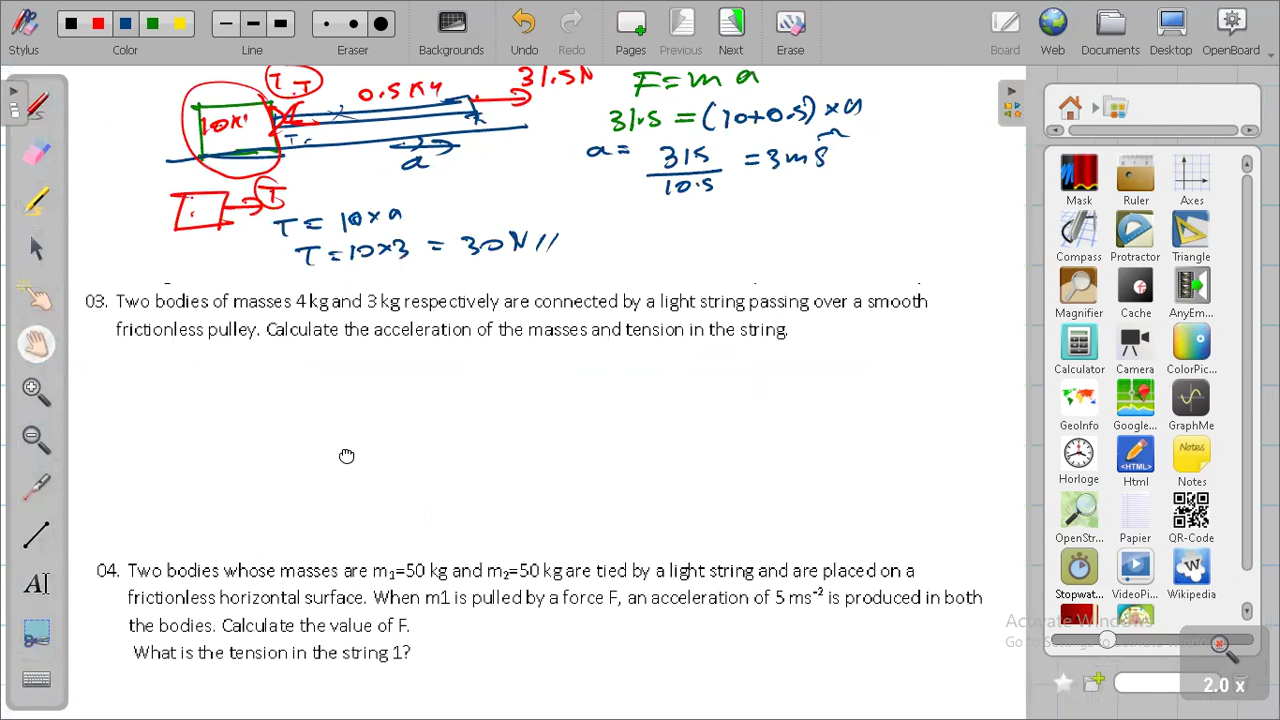 Stylus
Color
Line
Eraser
Backgrounds
Undo
Redo
Pages
Previous
Next
Erase
Board
Web
Documents
Desktop
OpenBoard
T T
0.5 Kg
31.5N
10K
T
a
T
T = 10 x a
T = 10x3 = 30N //
F = m a
31.5 = (10+0.5) x a
a = 315 / 10.5 = 3 m s
03. Two bodies of masses 4 kg and 3 kg respectively are connected by a light string passing over a smooth
frictionless pulley. Calculate the acceleration of the masses and tension in the string.
04. Two bodies whose masses are m₁=50 kg and m₂=50 kg are tied by a light string and are placed on a
frictionless horizontal surface. When m1 is pulled by a force F, an acceleration of 5 ms⁻² is produced in both
the bodies. Calculate the value of F.
What is the tension in the string 1?
Mask
Ruler
Axes
Compass
Protractor
Triangle
Magnifier
Cache
AnyEm...
Calculator
Camera
ColorPic...
GeoInfo
Google...
GraphMe
Horloge
Html
Notes
OpenStr...
Papier
QR-Code
Stopwat...
VideoPi...
Wikipedia
Activate Windows
2.0 x